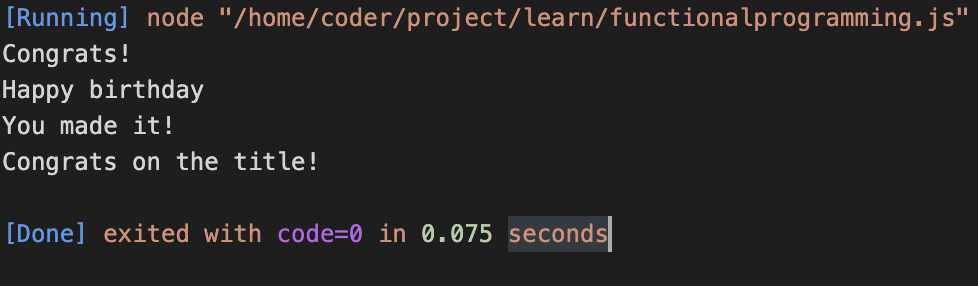 [Running] node "/home/coder/project/learn/functionalprogramming.js"
Congrats!
Happy birthday
You made it!
Congrats on the title!
[Done] exited with code=0 in 0.075 seconds